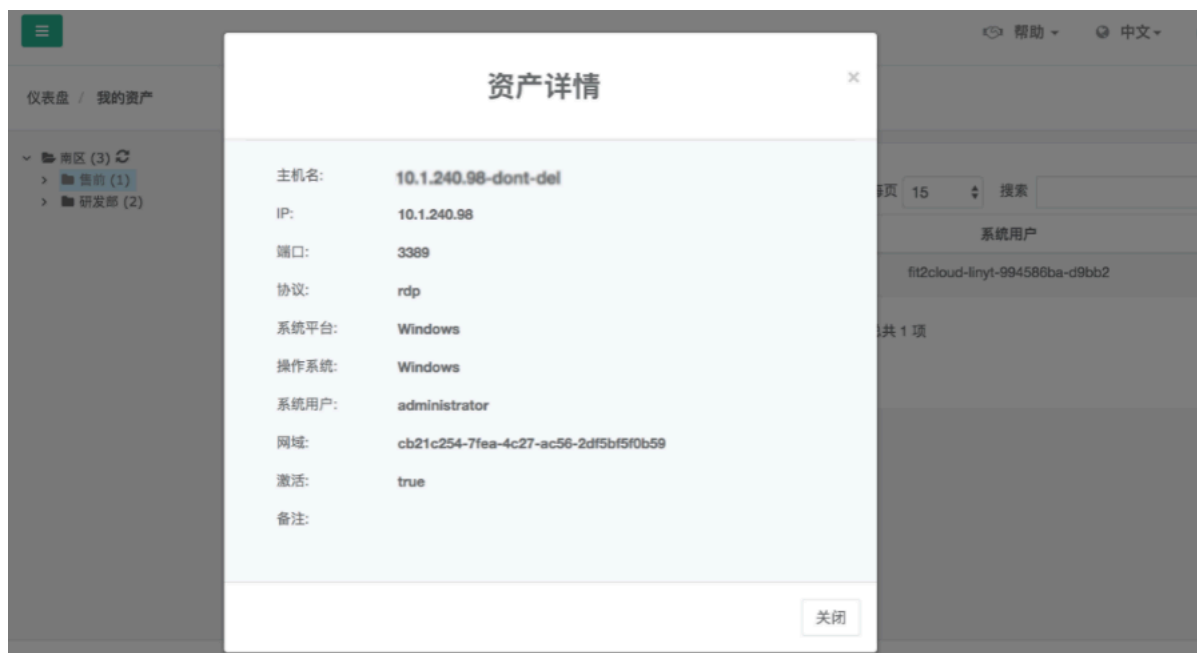 帮助
中文
仪表盘 / 我的资产
南区 (3)
售前 (1)
研发部 (2)
资产详情
×
主机名: 10.1.240.98-dont-del
IP: 10.1.240.98
端口: 3389
协议: rdp
系统平台: Windows
操作系统: Windows
系统用户: administrator
网域: cb21c254-7fea-4c27-ac56-2df5bf5f0b59
激活: true
备注:
关闭
页 15 搜索
系统用户
fit2cloud-linyt-994586ba-d9bb2
共 1 项